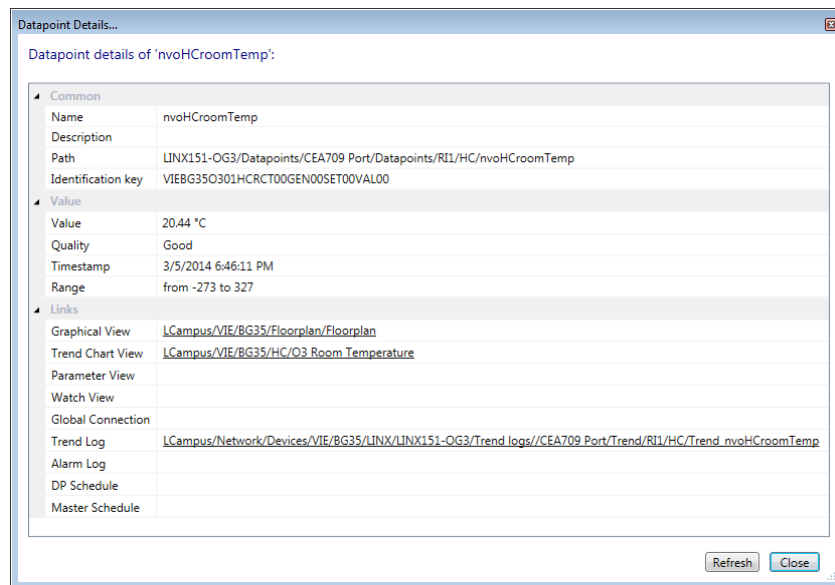 Datapoint Details...
Datapoint details of 'nvoHCroomTemp':
Common
Name nvoHCroomTemp
Description
Path LINX151-OG3/Datapoints/CEA709 Port/Datapoints/RI1/HC/nvoHCroomTemp
Identification key VIEBG35O301HCRCT00GEN00SET00VAL00
Value
Value 20.44 °C
Quality Good
Timestamp 3/5/2014 6:46:11 PM
Range from -273 to 327
Links
Graphical View LCampus/VIE/BG35/Floorplan/Floorplan
Trend Chart View LCampus/VIE/BG35/HC/O3 Room Temperature
Parameter View
Watch View
Global Connection
Trend Log LCampus/Network/Devices/VIE/BG35/LINX/LINX151-OG3/Trend logs//CEA709 Port/Trend/RI1/HC/Trend_nvoHCroomTemp
Alarm Log
DP Schedule
Master Schedule
Refresh Close